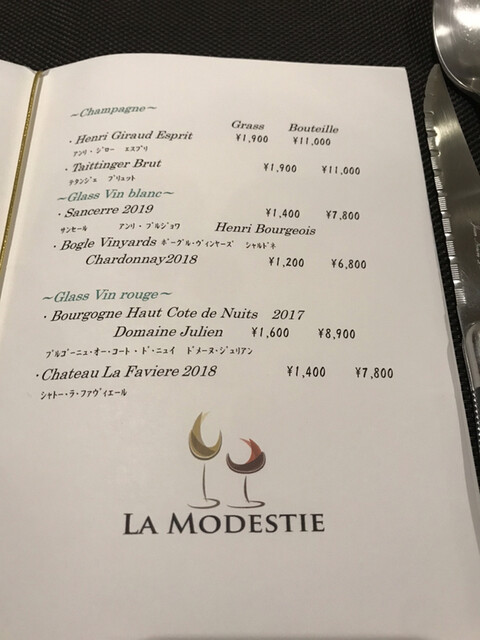 ~Champagne~
Grass Bouteille
・Henri Giraud Esprit ¥1,900 ¥11,000
アンリ・ジロー エスプリ
・Taittinger Brut ¥1,900 ¥11,000
テタンジェ ブリュット
~Glass Vin blanc~
・Sancerre 2019 ¥1,400 ¥7,800
サンセール アンリ・ブルジョワ Henri Bourgeois
・Bogle Vinyards ボーグル・ヴィンヤーズ シャルドネ
Chardonnay2018 ¥1,200 ¥6,800
~Glass Vin rouge~
・Bourgogne Haut Cote de Nuits 2017
Domaine Julien ¥1,600 ¥8,900
ブルゴーニュ・オー・コート・ド・ニュイ ドメーヌ・ジュリアン
・Chateau La Faviere 2018 ¥1,400 ¥7,800
シャトー・ラ・ファヴィエール
LA MODESTIE